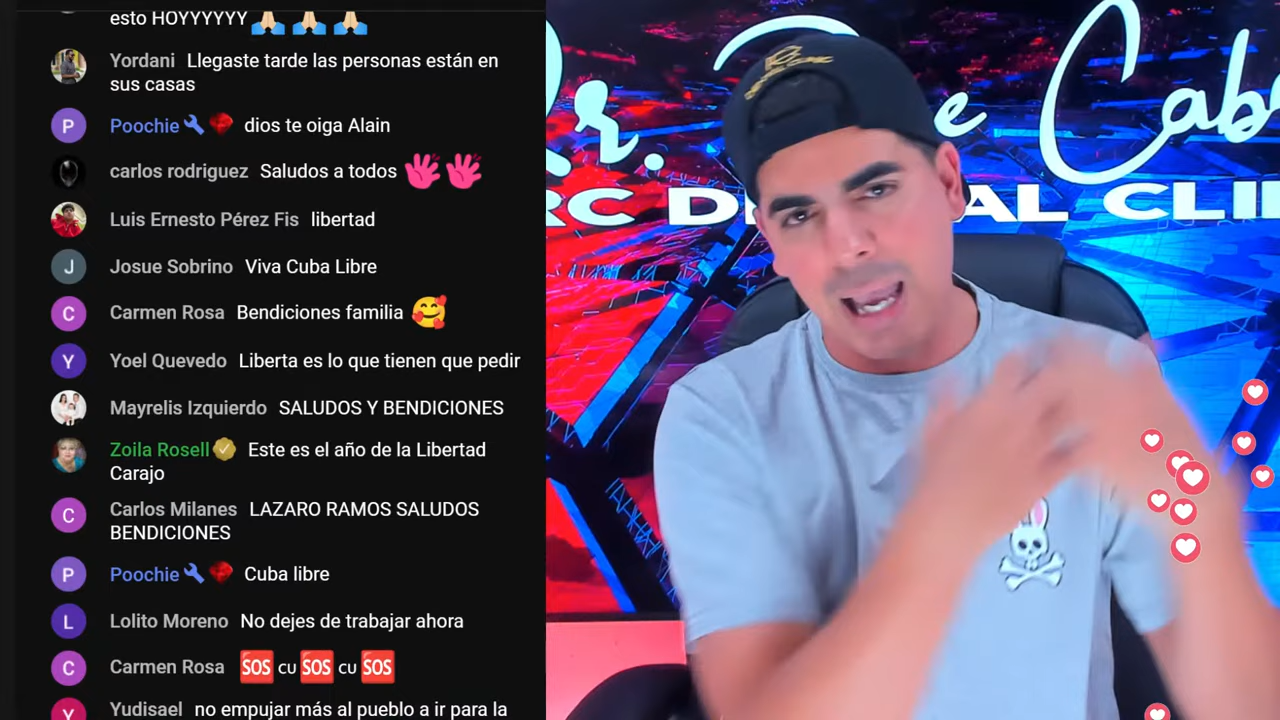 esto HOYYYYYY 🙏🏻 🙏🏻 🙏🏻
Yordani Llegaste tarde las personas están en
sus casas
P Poochie dios te oiga Alain
carlos rodriguez Saludos a todos
Luis Ernesto Pérez Fis libertad
J Josue Sobrino Viva Cuba Libre
C Carmen Rosa Bendiciones familia 🥰
Y Yoel Quevedo Liberta es lo que tienen que pedir
Mayrelis Izquierdo SALUDOS Y BENDICIONES
Zoila Rosell Este es el año de la Libertad
Carajo
C Carlos Milanes LAZARO RAMOS SALUDOS
BENDICIONES
P Poochie Cuba libre
L Lolito Moreno No dejes de trabajar ahora
C Carmen Rosa 🆘 CU 🆘 CU 🆘
Y Yudisael no empujar más al pueblo a ir para la